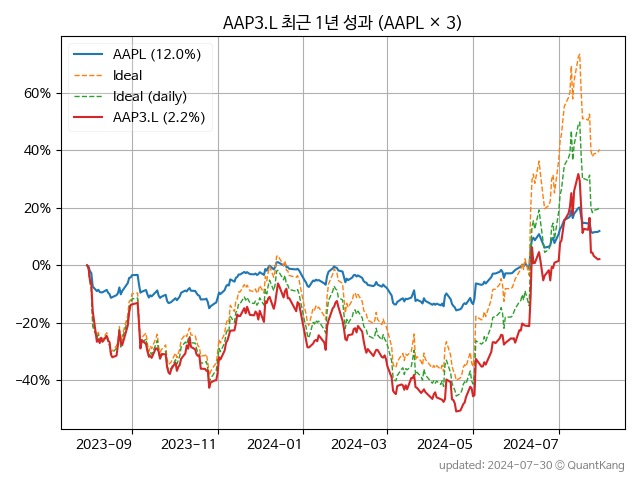 AAP3.L 최근 1년 성과 (AAPL × 3)
AAPL (12.0%)
Ideal
Ideal (daily)
AAP3.L (2.2%)
60%
40%
20%
0%
−20%
−40%
2023-09 2023-11 2024-01 2024-03 2024-05 2024-07
updated: 2024-07-30 © QuantKang